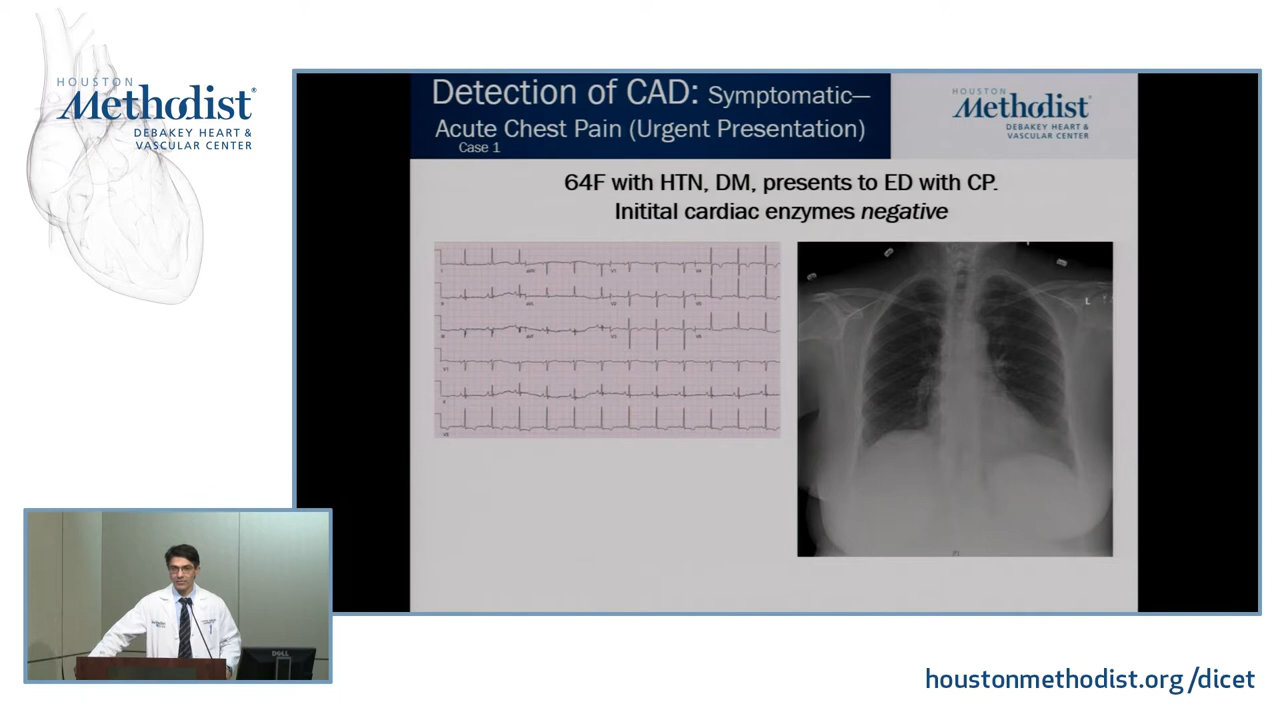 HOUSTON
Methodist®
DEBAKEY HEART &
VASCULAR CENTER
Detection of CAD: Symptomatic—
Acute Chest Pain (Urgent Presentation)
Case 1
HOUSTON
Methodist
DEBAKEY HEART &
VASCULAR CENTER
64F with HTN, DM, presents to ED with CP.
Initital cardiac enzymes negative
L
DELL
houstonmethodist.org/dicet